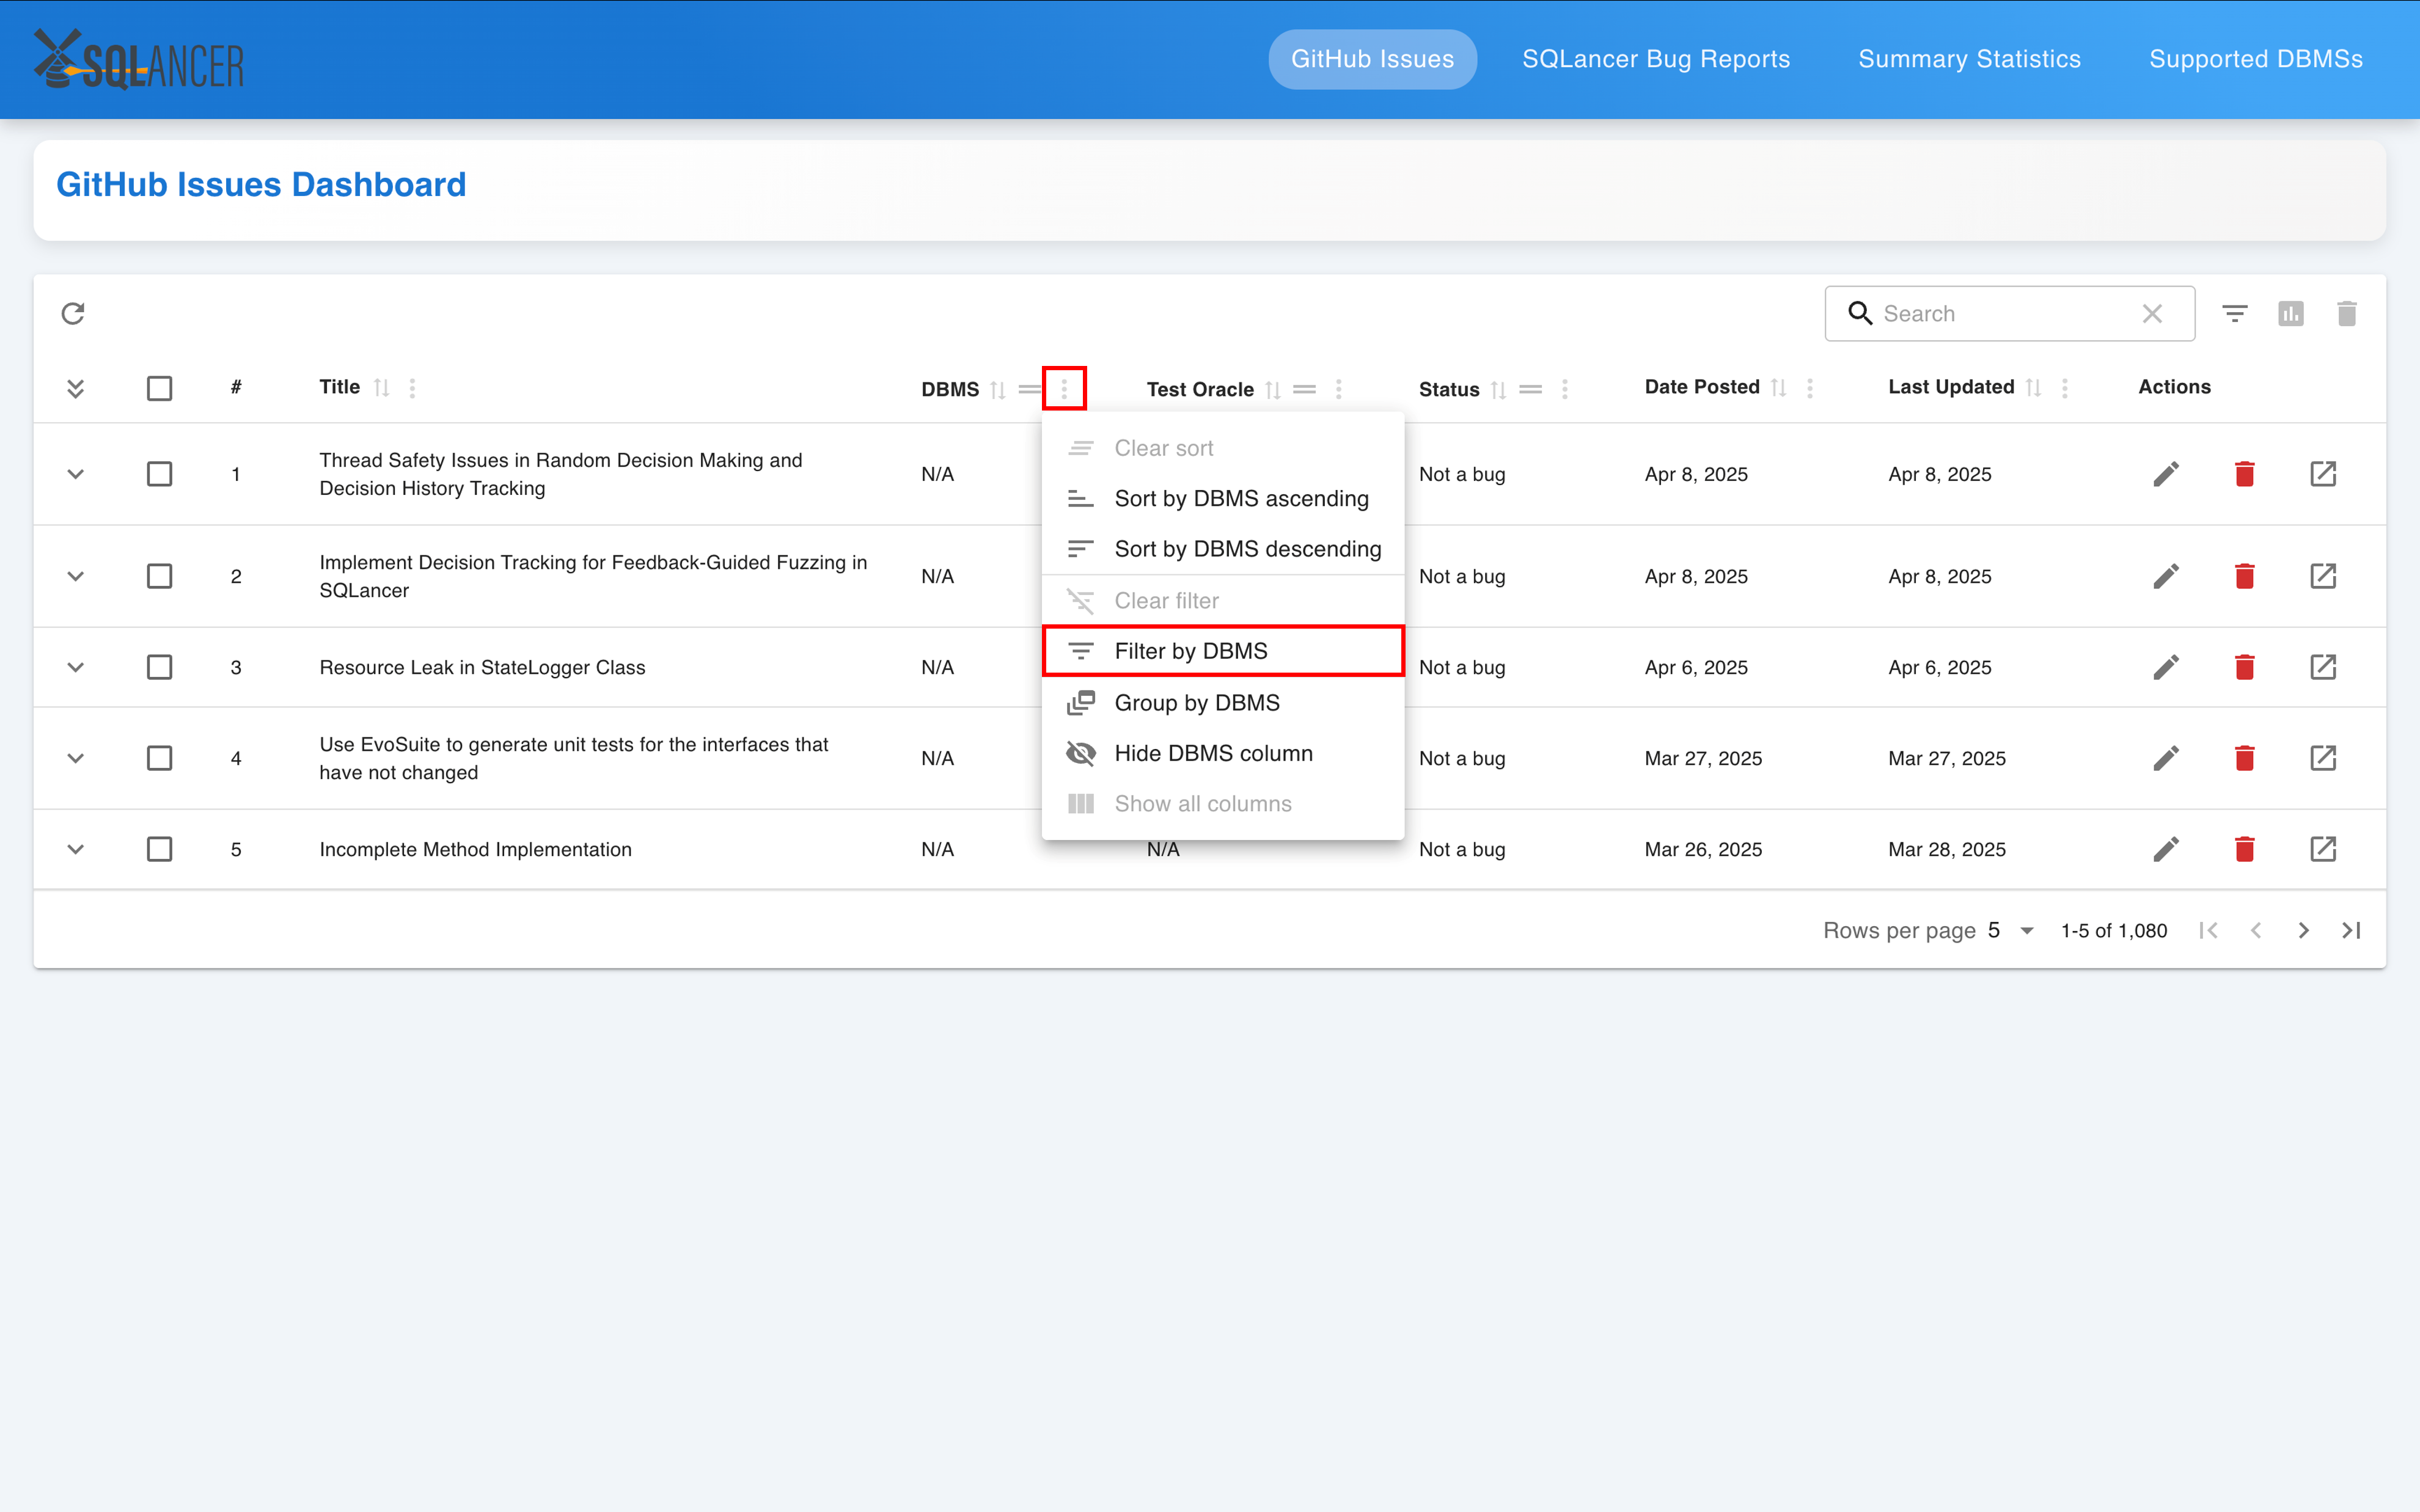 SQLANCER
GitHub Issues
SQLancer Bug Reports
Summary Statistics
Supported DBMSs
GitHub Issues Dashboard
Search
#
Title
DBMS
Test Oracle
Status
Date Posted
Last Updated
Actions
1
Thread Safety Issues in Random Decision Making and
Decision History Tracking
N/A
Not a bug
Apr 8, 2025
Apr 8, 2025
2
Implement Decision Tracking for Feedback-Guided Fuzzing in
SQLancer
N/A
Not a bug
Apr 8, 2025
Apr 8, 2025
3
Resource Leak in StateLogger Class
N/A
Not a bug
Apr 6, 2025
Apr 6, 2025
4
Use EvoSuite to generate unit tests for the interfaces that
have not changed
N/A
Not a bug
Mar 27, 2025
Mar 27, 2025
5
Incomplete Method Implementation
N/A
N/A
Not a bug
Mar 26, 2025
Mar 28, 2025
Clear sort
Sort by DBMS ascending
Sort by DBMS descending
Clear filter
Filter by DBMS
Group by DBMS
Hide DBMS column
Show all columns
Rows per page 5
1-5 of 1,080